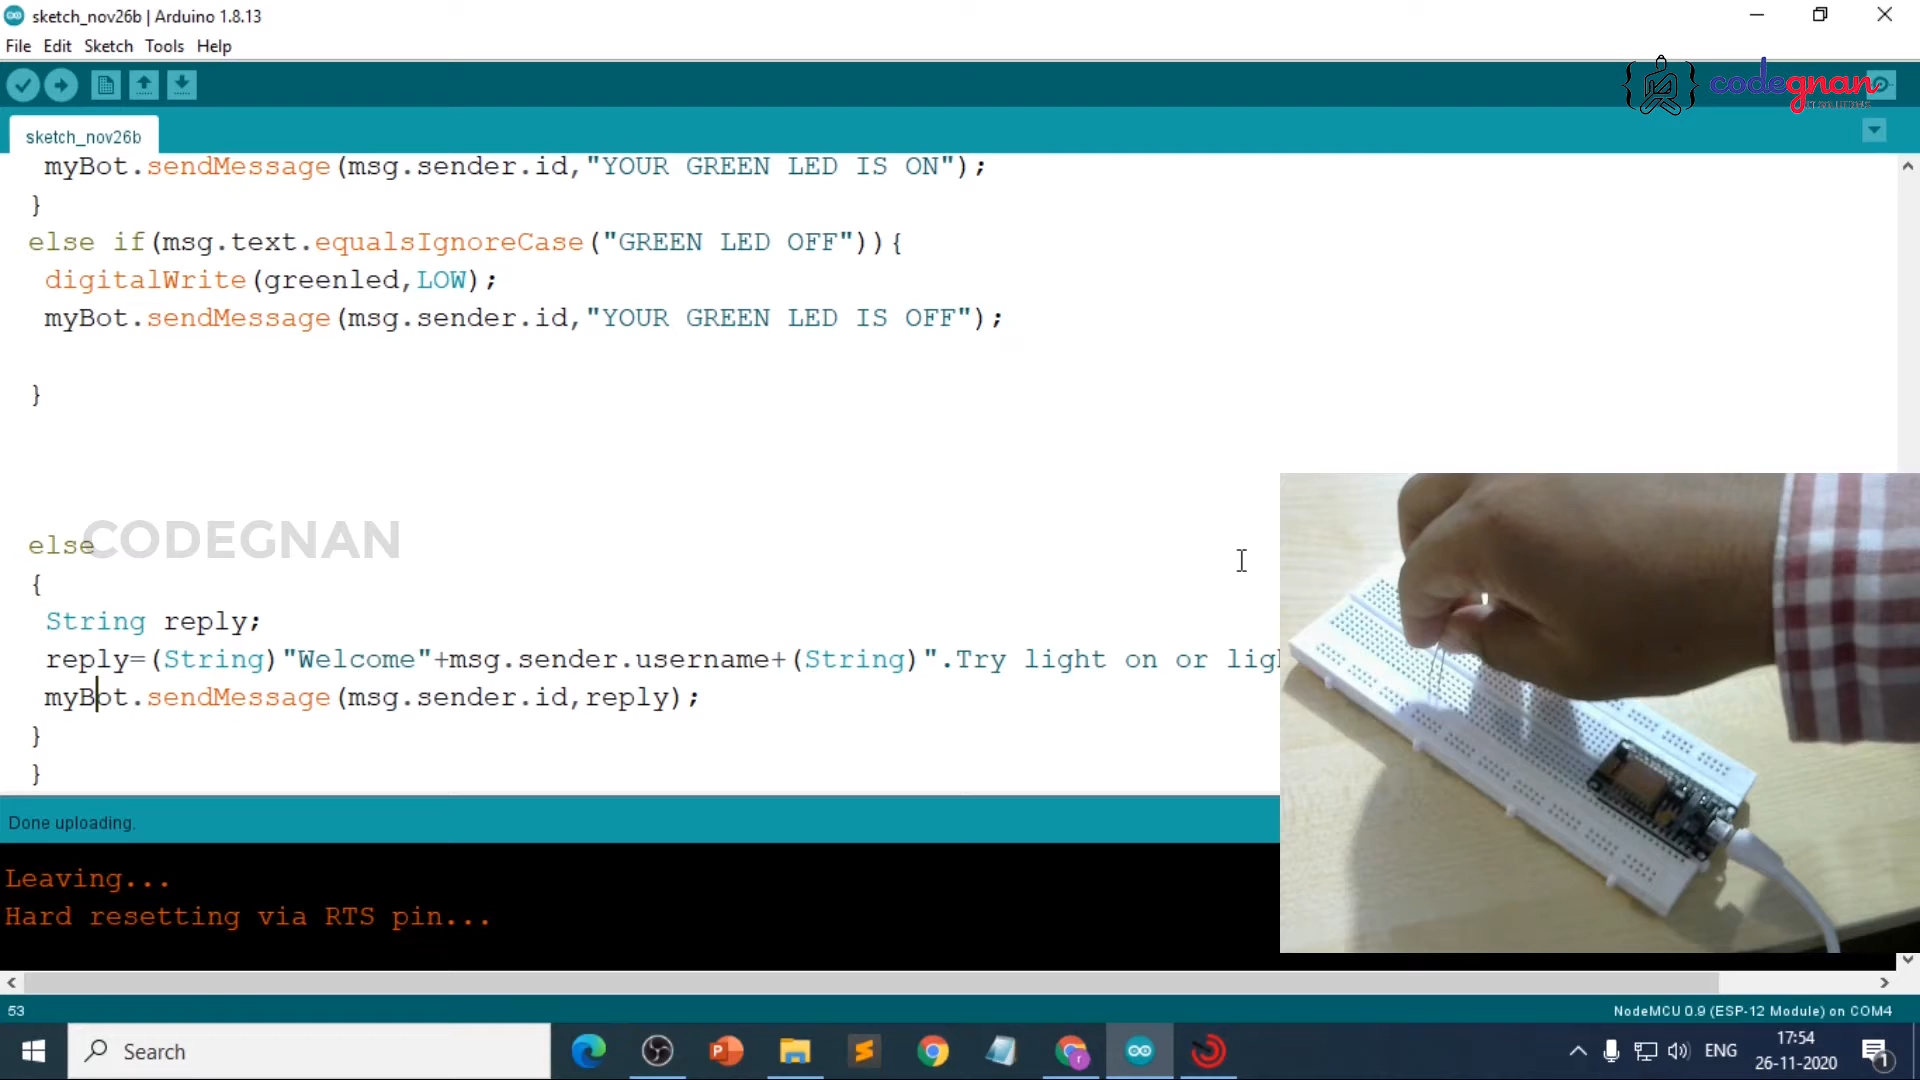 sketch_nov26b | Arduino 1.8.13
File Edit Sketch Tools Help
codegnan
IT SOLUTIONS
sketch_nov26b
myBot.sendMessage(msg.sender.id,"YOUR GREEN LED IS ON");
}
else if(msg.text.equalsIgnoreCase("GREEN LED OFF")){
digitalWrite(greenled,LOW);
myBot.sendMessage(msg.sender.id,"YOUR GREEN LED IS OFF");
}
CODEGNAN
else
{
String reply;
reply=(String)"Welcome"+msg.sender.username+(String)".Try light on or
myBot.sendMessage(msg.sender.id,reply);
}
}
Done uploading.
Leaving...
Hard resetting via RTS pin...
53
NodeMCU 0.9 (ESP-12 Module) on COM4
Search
ENG
17:54
26-11-2020
1